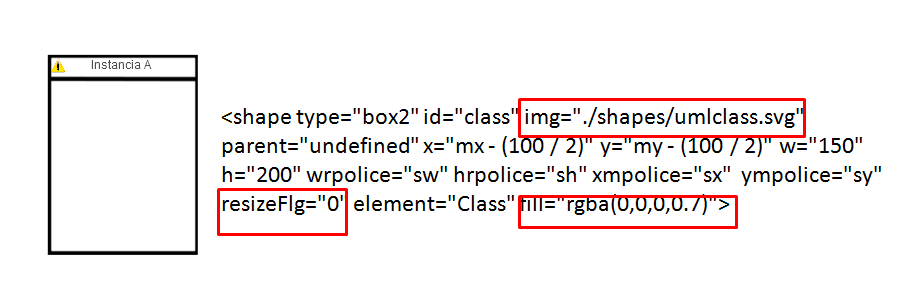 Instancia A
<shape type="box2" id="class" img="./shapes/umlclass.svg"
parent="undefined" x="mx - (100 / 2)" y="my - (100 / 2)" w="150"
h="200" wrpolice="sw" hrpolice="sh" xmpolice="sx" ympolice="sy"
resizeFlg="0" element="Class" fill="rgba(0,0,0,0.7)">